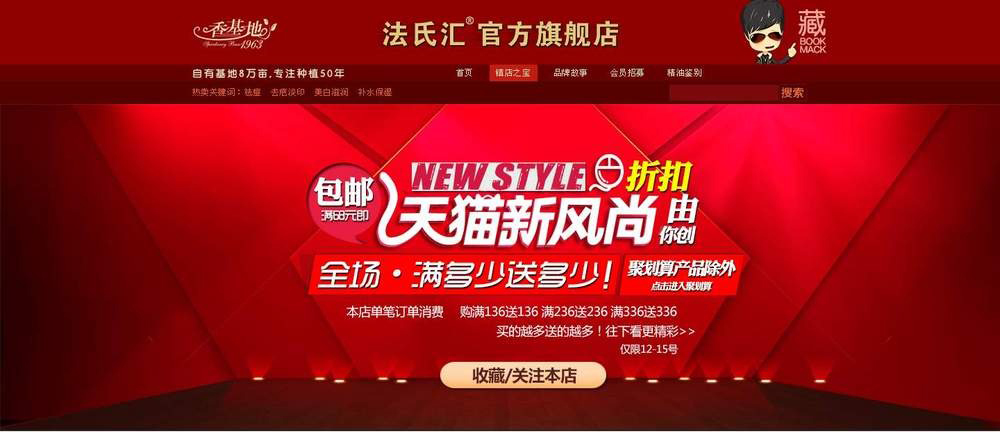 香基地
1963
法氏汇®官方旗舰店
藏
BOOK
MACK
自有基地8万亩,专注种植50年
首页 镇店之宝 品牌故事 会员招募 精油鉴别
热卖关键词：祛痘 去疤淡印 美白滋润 补水保湿
搜索
包邮
满68元即
NEW STYLE
折扣
天猫新风尚
由
你创
全场·满多少送多少！
聚划算产品除外
点击进入聚划算
本店单笔订单消费 购满136送136 满236送236 满336送336
买的越多送的越多！往下看更精彩>>
仅限12-15号
收藏/关注本店